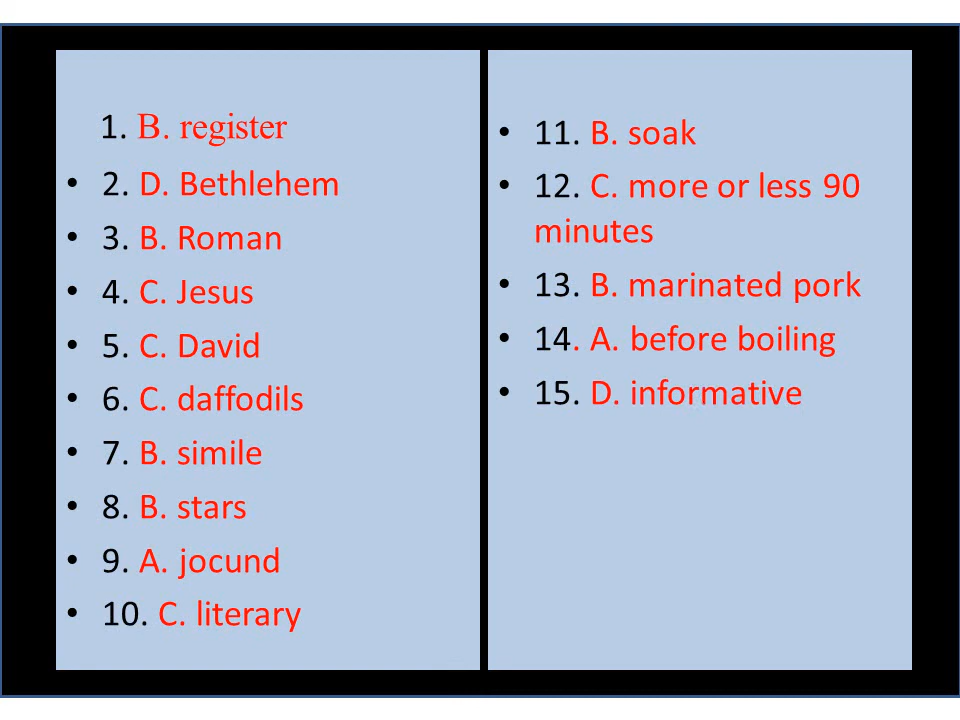 1. B. register
• 2. D. Bethlehem
• 3. B. Roman
• 4. C. Jesus
• 5. C. David
• 6. C. daffodils
• 7. B. simile
• 8. B. stars
• 9. A. jocund
• 10. C. literary
• 11. B. soak
• 12. C. more or less 90
minutes
• 13. B. marinated pork
• 14. A. before boiling
• 15. D. informative